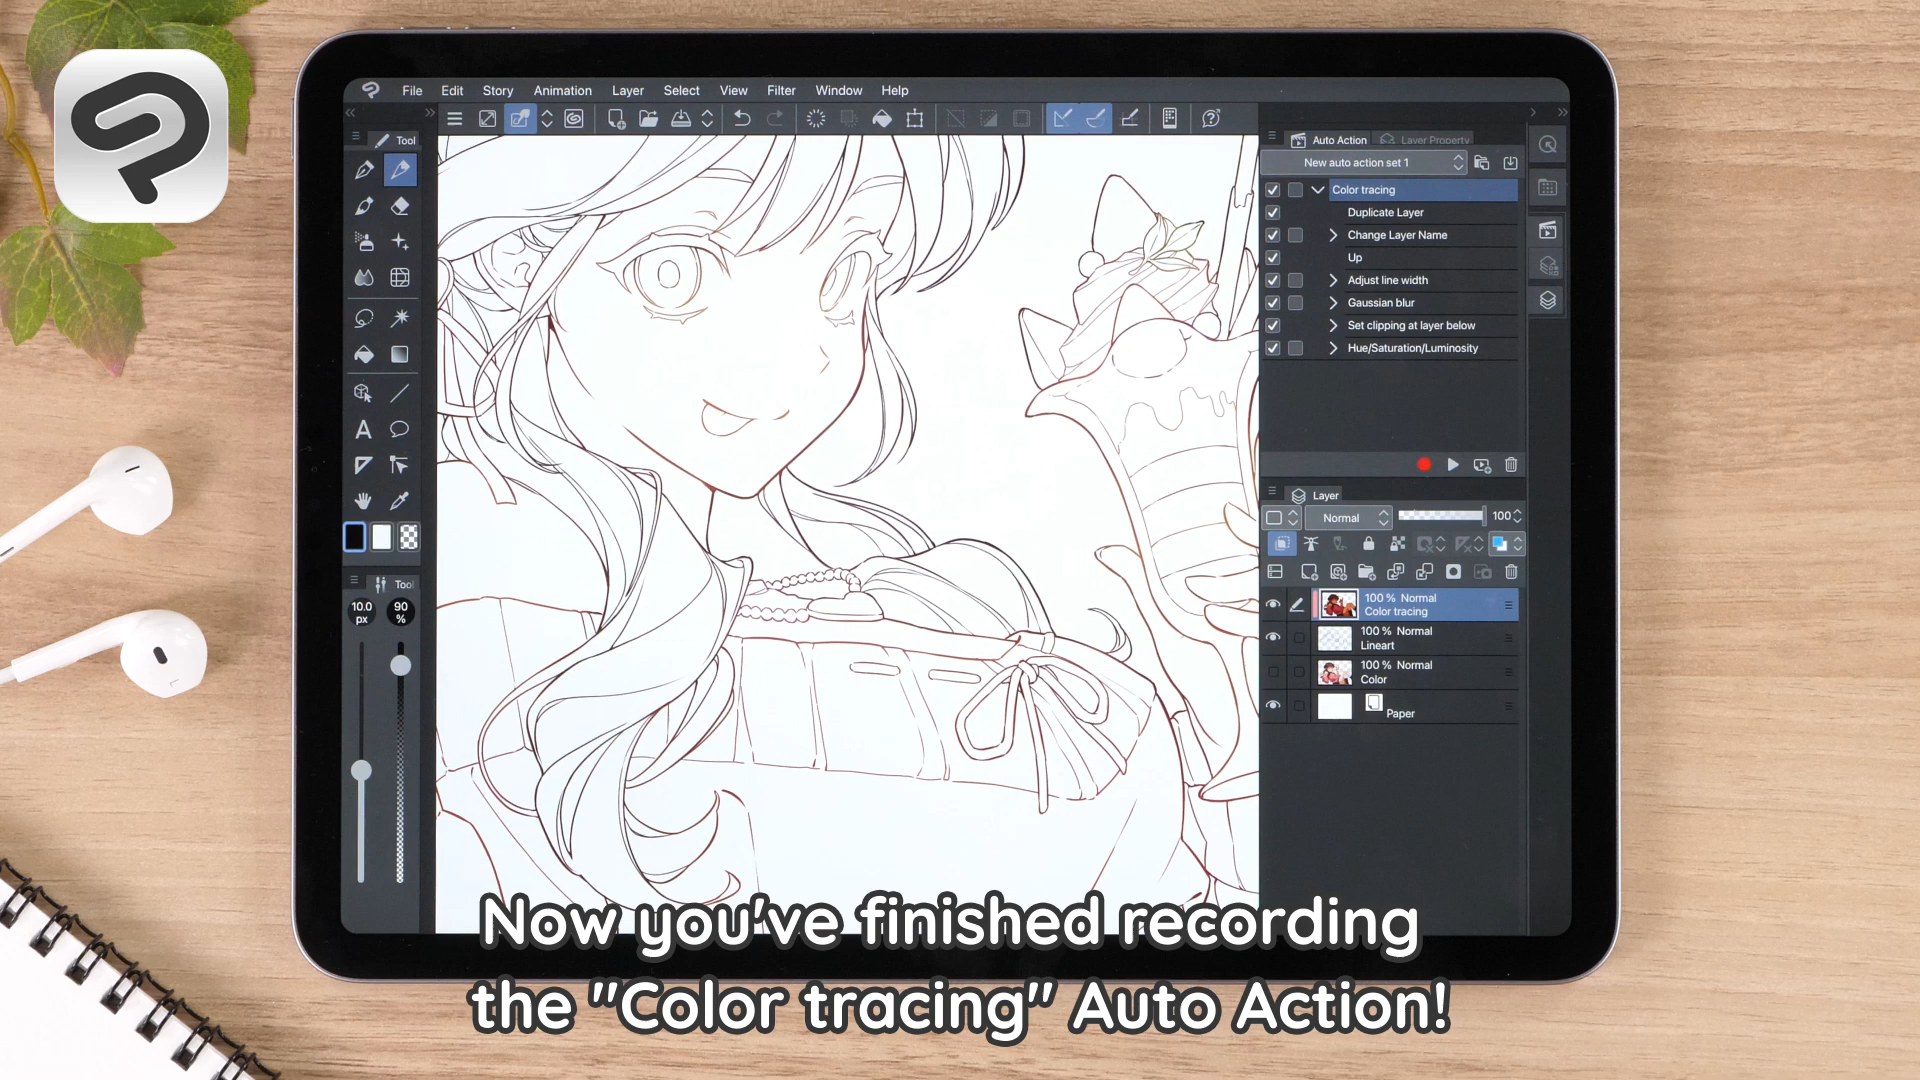 File Edit Story Animation Layer Select View Filter Window Help
Tool
Auto Action Layer Property
New auto action set 1
Color tracing
Duplicate Layer
Change Layer Name
Up
Adjust line width
Gaussian blur
Set clipping at layer below
Hue/Saturation/Luminosity
Layer
Normal 100
100 % Normal
Color tracing
100 % Normal
Lineart
100 % Normal
Color
Paper
A
Tool
10.0 px
90 %
Now you've finished recording
the "Color tracing" Auto Action!